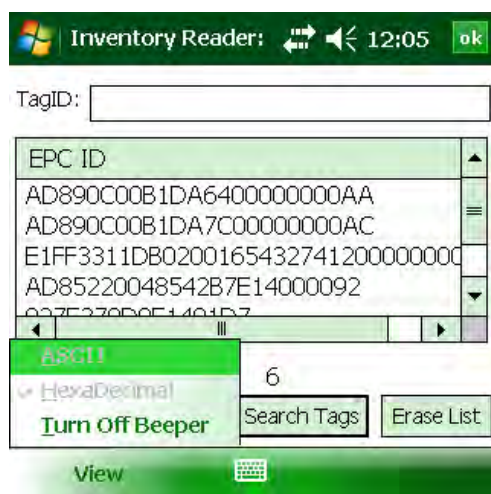 Inventory Reader: 12:05 ok
TagID:
EPC ID
AD890C00B1DA6400000000AA
AD890C00B1DA7C00000000AC
E1FF3311DB02001654327412000000
AD85220048542B7E14000092
ASCII
HexaDecimal
6
Turn Off Beeper
Search Tags
Erase List
View